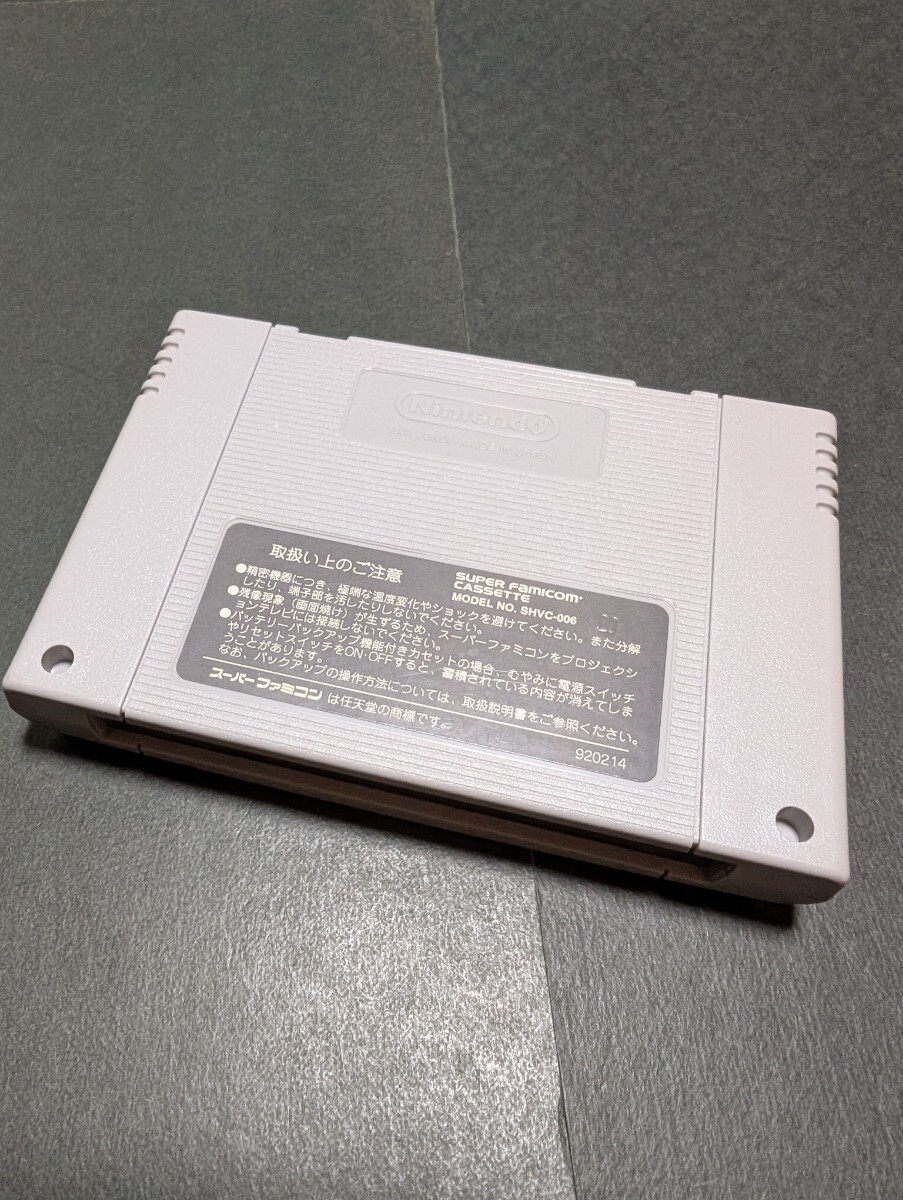 Nintendo
取扱い上のご注意
SUPER FAMICOM
CASSETTE
MODEL NO. SHVC-006
●精密機器につき、極端な温度変化やショックを避けてください。また分解
したり、端子部を汚したりしないでください。
●残像現象（画面焼け）が生ずるため、スーパーファミコンをプロジェクシ
ョンテレビには接続しないでください。
●バッテリーバックアップ機能付きカセットの場合、むやみに電源スイッチ
やリセットスイッチをON・OFFすると、蓄積されている内容が消えてしま
うことがあります。
なお、バックアップの操作方法については、取扱説明書をご参照ください。
スーパーファミコンは任天堂の商標です。
920214